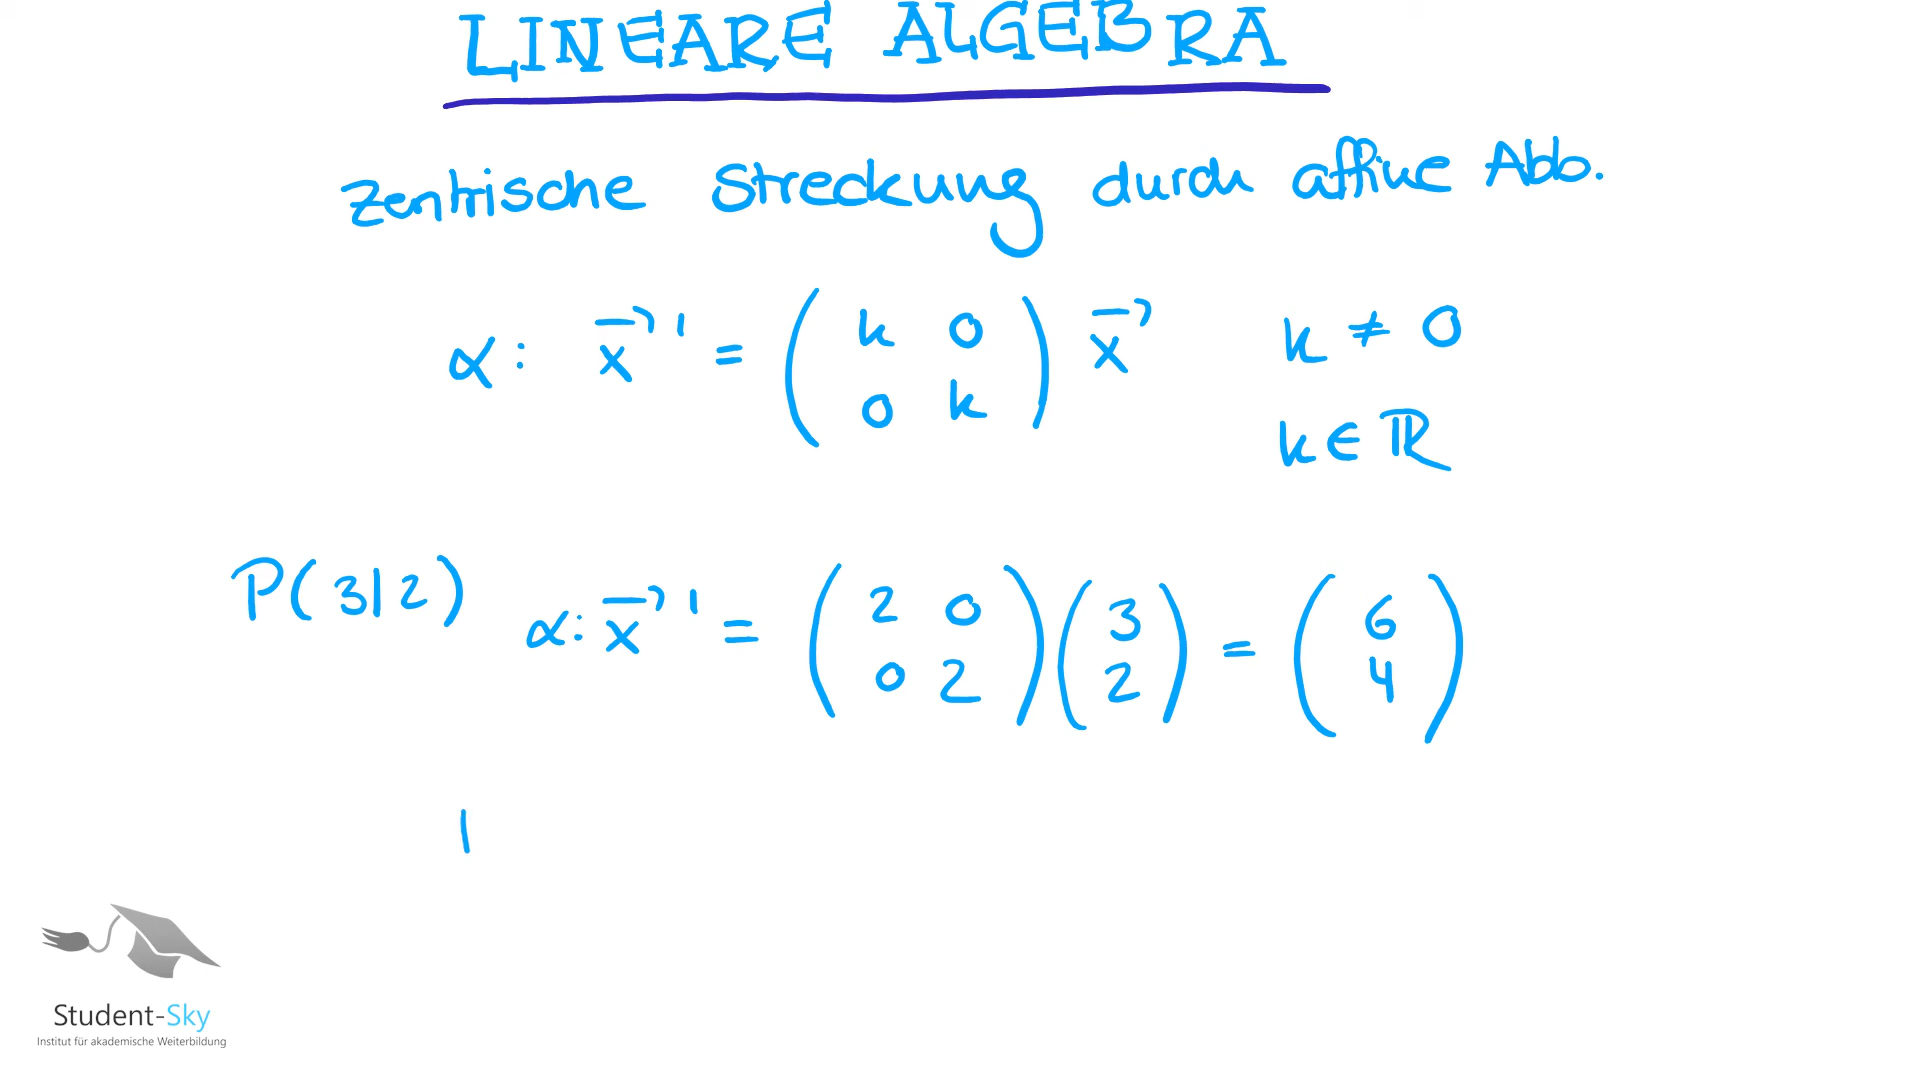 LINEARE ALGEBRA
Zentrische Streckung durch affine Abb.
α: x⃗' = ( k 0 ) x⃗ k ≠ 0
( 0 k ) k ∈ ℝ
P(3|2) α: x⃗' = ( 2 0 ) ( 3 ) = ( 6 )
( 0 2 ) ( 2 ) ( 4 )
Student-Sky
Institut für akademische Weiterbildung